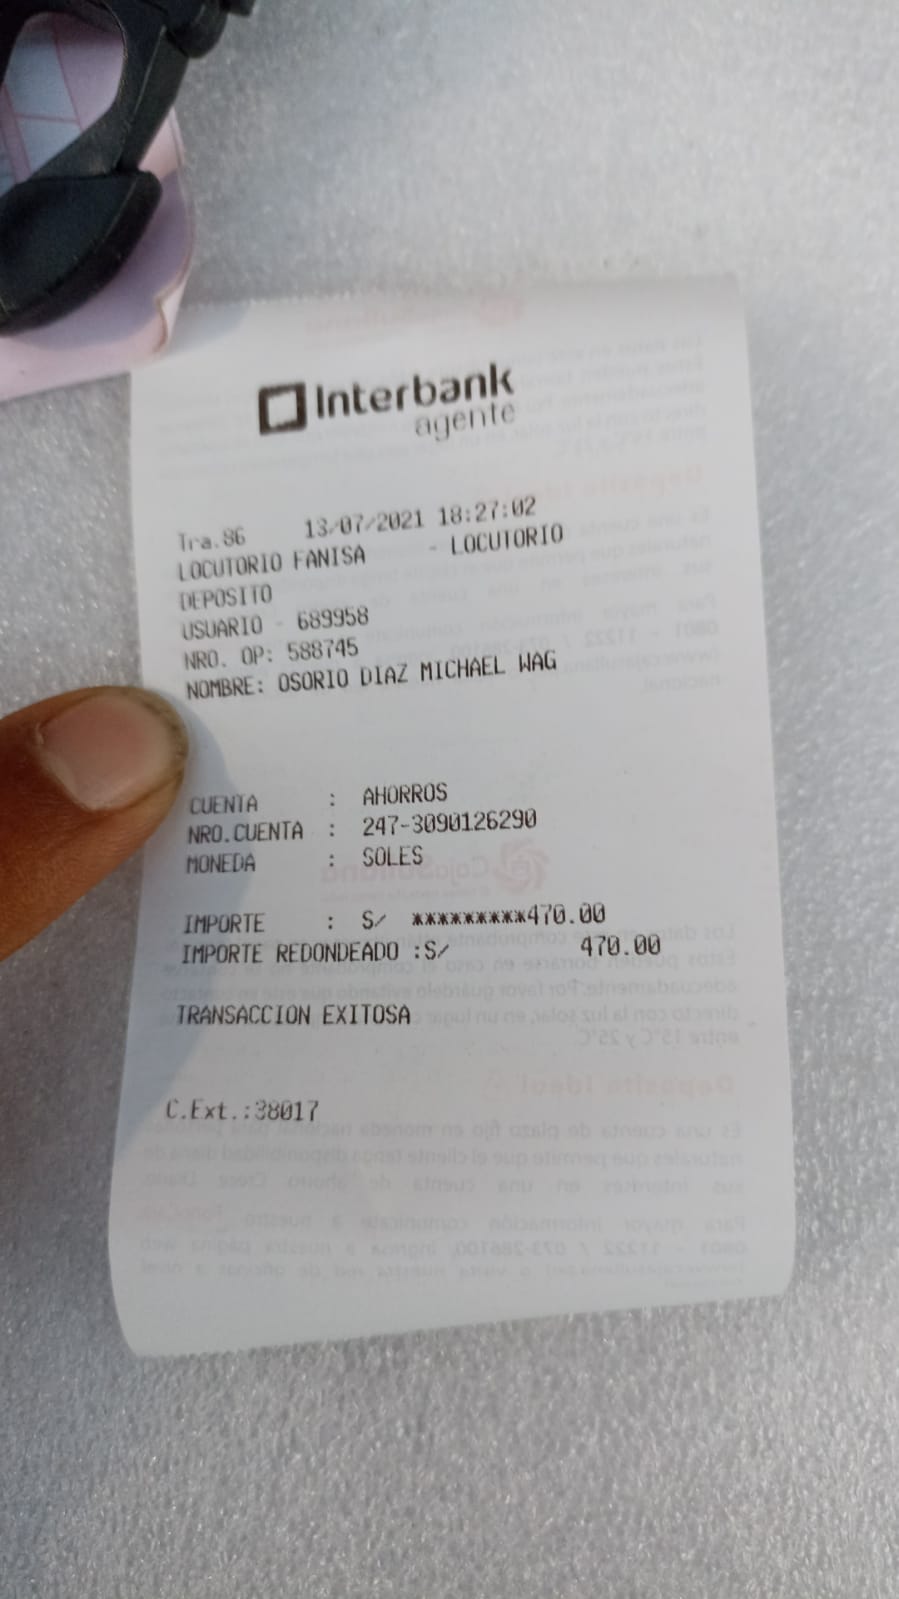 Interbank
agente
Tra.86 13/07/2021 18:27:02
LOCUTORIO FANISA - LOCUTORIO
DEPOSITO
USUARIO - 689958
NRO. OP: 588745
NOMBRE: OSORIO DIAZ MICHAEL WAG
CUENTA : AHORROS
NRO.CUENTA : 247-3090126290
MONEDA : SOLES
IMPORTE : S/ *********470.00
IMPORTE REDONDEADO :S/ 470.00
TRANSACCION EXITOSA
C.Ext.:38017